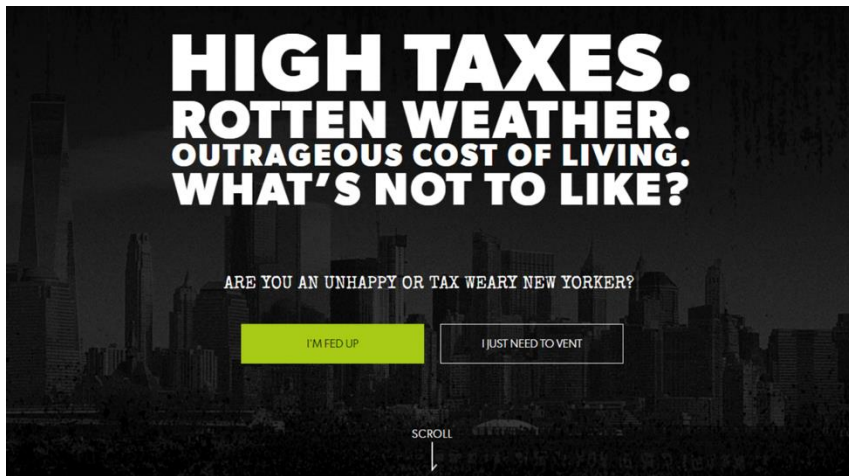 HIGH TAXES.
ROTTEN WEATHER.
OUTRAGEOUS COST OF LIVING.
WHAT'S NOT TO LIKE?
ARE YOU AN UNHAPPY OR TAX WEARY NEW YORKER?
I'M FED UP
I JUST NEED TO VENT
SCROLL